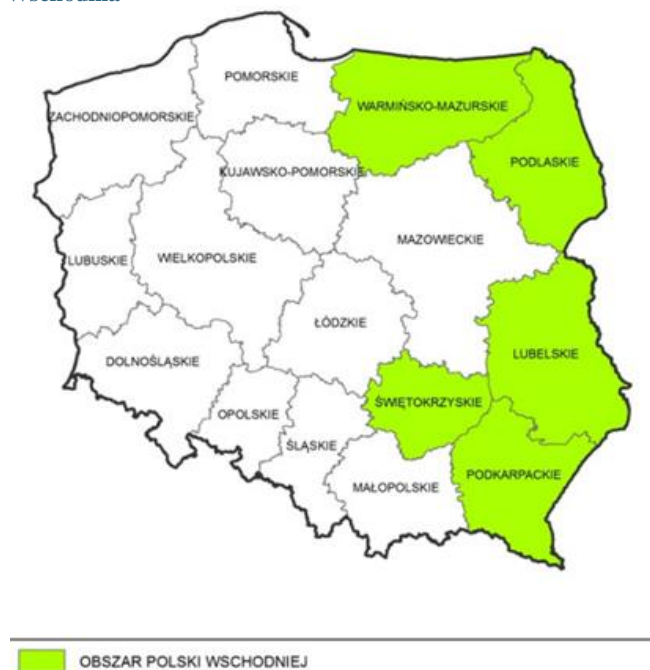 POMORSKIE
WARMIŃSKO-MAZURSKIE
ZACHODNIOPOMORSKIE
PODLASKIE
KUJAWSKO-POMORSKIE
MAZOWIECKIE
LUBUSKIE
WIELKOPOLSKIE
ŁÓDZKIE
LUBELSKIE
DOLNOŚLĄSKIE
ŚWIĘTOKRZYSKIE
OPOLSKIE
ŚLĄSKIE
PODKARPACKIE
MAŁOPOLSKIE
OBSZAR POLSKI WSCHODNIEJ